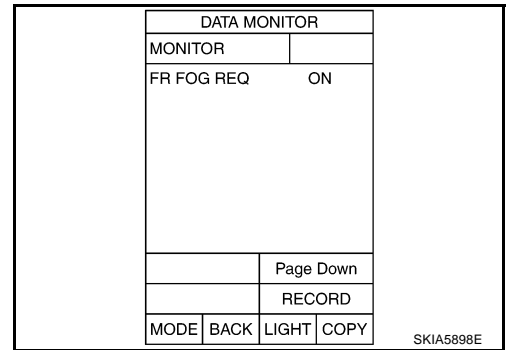 DATA MONITOR
MONITOR
FR FOG REQ ON
Page Down
RECORD
MODE BACK LIGHT COPY
SKIA5898E